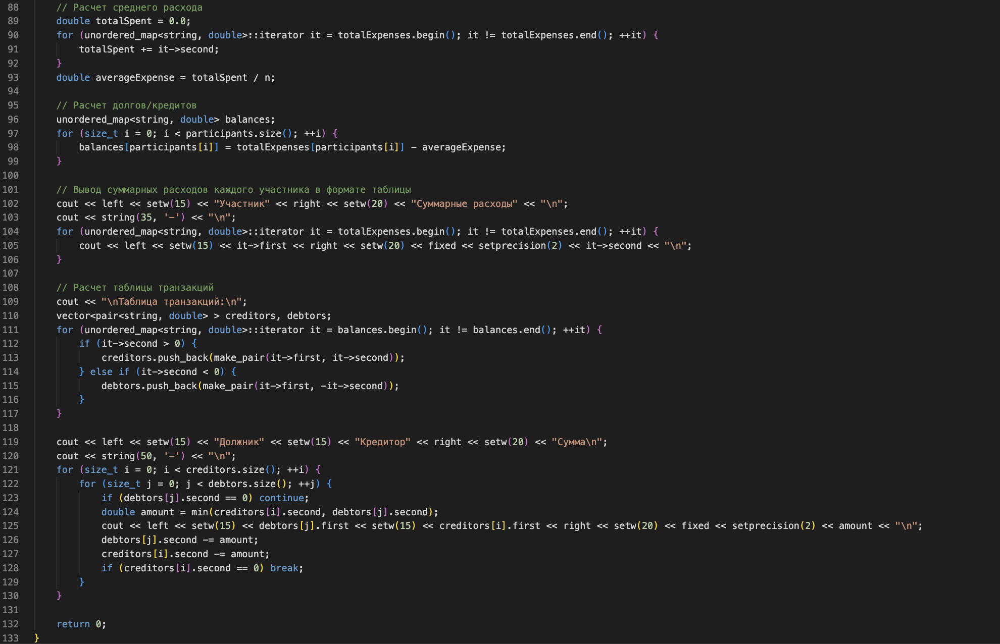 88 // Расчет среднего расхода
89 double totalSpent = 0.0;
90 for (unordered_map<string, double>::iterator it = totalExpenses.begin(); it != totalExpenses.end(); ++it) {
91 totalSpent += it->second;
92 }
93 double averageExpense = totalSpent / n;
94
95 // Расчет долгов/кредитов
96 unordered_map<string, double> balances;
97 for (size_t i = 0; i < participants.size(); ++i) {
98 balances[participants[i]] = totalExpenses[participants[i]] - averageExpense;
99 }
100
101 // Вывод суммарных расходов каждого участника в формате таблицы
102 cout << left << setw(15) << "Участник" << right << setw(20) << "Суммарные расходы" << "\n";
103 cout << string(35, '-') << "\n";
104 for (unordered_map<string, double>::iterator it = totalExpenses.begin(); it != totalExpenses.end(); ++it) {
105 cout << left << setw(15) << it->first << right << setw(20) << fixed << setprecision(2) << it->second << "\n";
106 }
107
108 // Расчет таблицы транзакций
109 cout << "\nТаблица транзакций:\n";
110 vector<pair<string, double> > creditors, debtors;
111 for (unordered_map<string, double>::iterator it = balances.begin(); it != balances.end(); ++it) {
112 if (it->second > 0) {
113 creditors.push_back(make_pair(it->first, it->second));
114 } else if (it->second < 0) {
115 debtors.push_back(make_pair(it->first, -it->second));
116 }
117 }
118
119 cout << left << setw(15) << "Должник" << setw(15) << "Кредитор" << right << setw(20) << "Сумма\n";
120 cout << string(50, '-') << "\n";
121 for (size_t i = 0; i < creditors.size(); ++i) {
122 for (size_t j = 0; j < debtors.size(); ++j) {
123 if (debtors[j].second == 0) continue;
124 double amount = min(creditors[i].second, debtors[j].second);
125 cout << left << setw(15) << debtors[j].first << setw(15) << creditors[i].first << right << setw(20) << fixed << setprecision(2) << amount << "\n";
126 debtors[j].second -= amount;
127 creditors[i].second -= amount;
128 if (creditors[i].second == 0) break;
129 }
130 }
131
132 return 0;
133 }